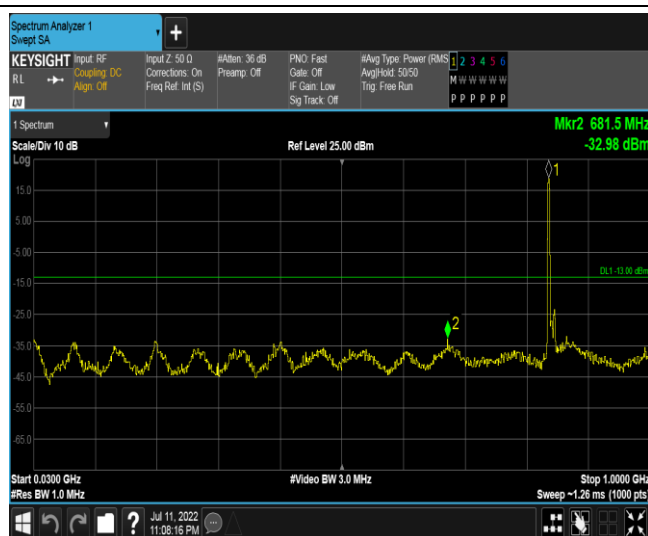 Spectrum Analyzer 1
Swept SA
+
KEYSIGHT
RL
LXI
Input: RF
Coupling: DC
Align: Off
Input Z: 50 Ω
Corrections: On
Freq Ref: Int (S)
#Atten: 36 dB
Preamp: Off
PNO: Fast
Gate: Off
IF Gain: Low
Sig Track: Off
#Avg Type: Power (RMS
Avg|Hold: 50/50
Trig: Free Run
1 2 3 4 5 6
M W W W W W
P P P P P P
1 Spectrum
Mkr2 681.5 MHz
-32.98 dBm
Scale/Div 10 dB
Ref Level 25.00 dBm
Log
1
15.0
5.00
-5.00
DL1 -13.00 dBm
-15.0
-25.0
2
-35.0
-45.0
-55.0
-65.0
Start 0.0300 GHz
#Video BW 3.0 MHz
Stop 1.0000 GHz
#Res BW 1.0 MHz
Sweep ~1.26 ms (1000 pts)
?
Jul 11, 2022
11:08:16 PM